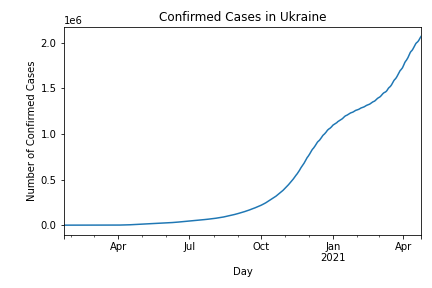 Confirmed Cases in Ukraine
1e6
2.0
1.5
1.0
0.5
0.0
Number of Confirmed Cases
Apr Jul Oct Jan Apr
2021
Day